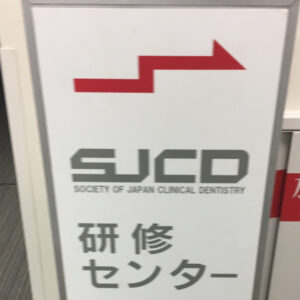 SJCD
SOCIETY OF JAPAN CLINICAL DENTISTRY
研修
センター